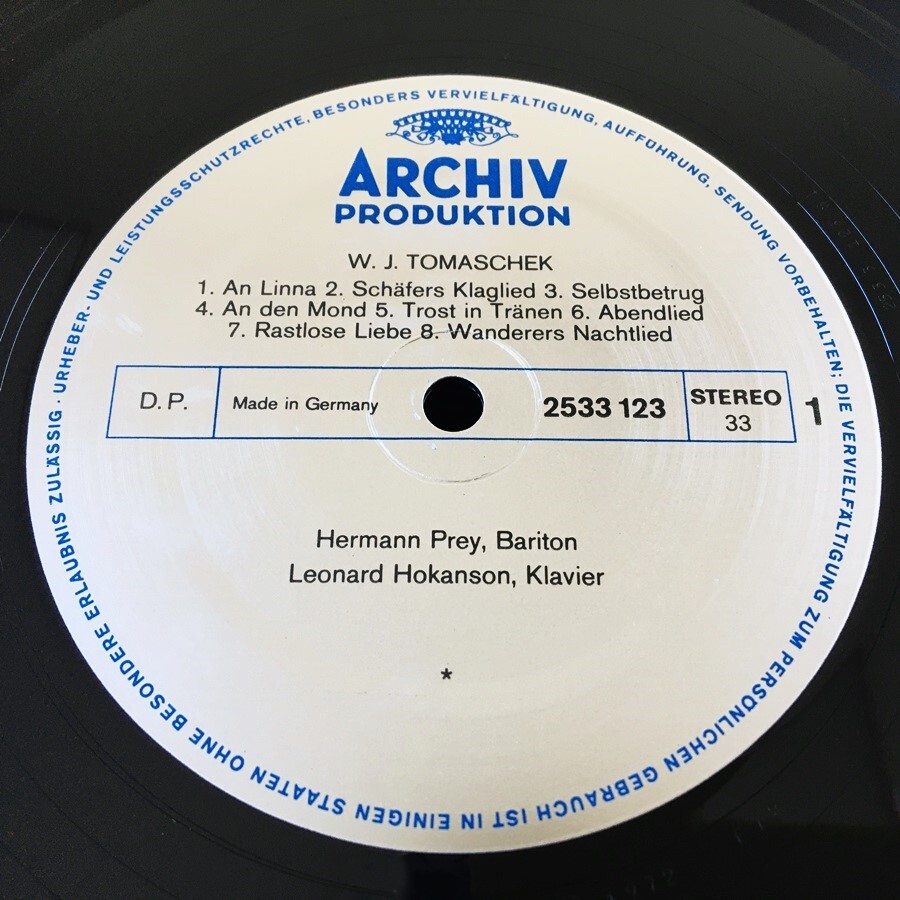 ARCHIV
PRODUKTION
W. J. TOMASCHEK
1. An Linna 2. Schäfers Klaglied 3. Selbstbetrug
4. An den Mond 5. Trost in Tränen 6. Abendlied
7. Rastlose Liebe 8. Wanderers Nachtlied
D. P.
Made in Germany
2533 123
STEREO
33
1
Hermann Prey, Bariton
Leonard Hokanson, Klavier
*
URHEBER- UND LEISTUNGSSCHUTZRECHTE, BESONDERS VERVIELFÄLTIGUNG, AUFFÜHRUNG, SENDUNG VORBEHALTEN; DIE VERVIELFÄLTIGUNG ZUM PERSÖNLICHEN GEBRAUCH IST IN EINIGEN STAATEN OHNE BESONDERE ERLAUBNIS ZULÄSSIG ·